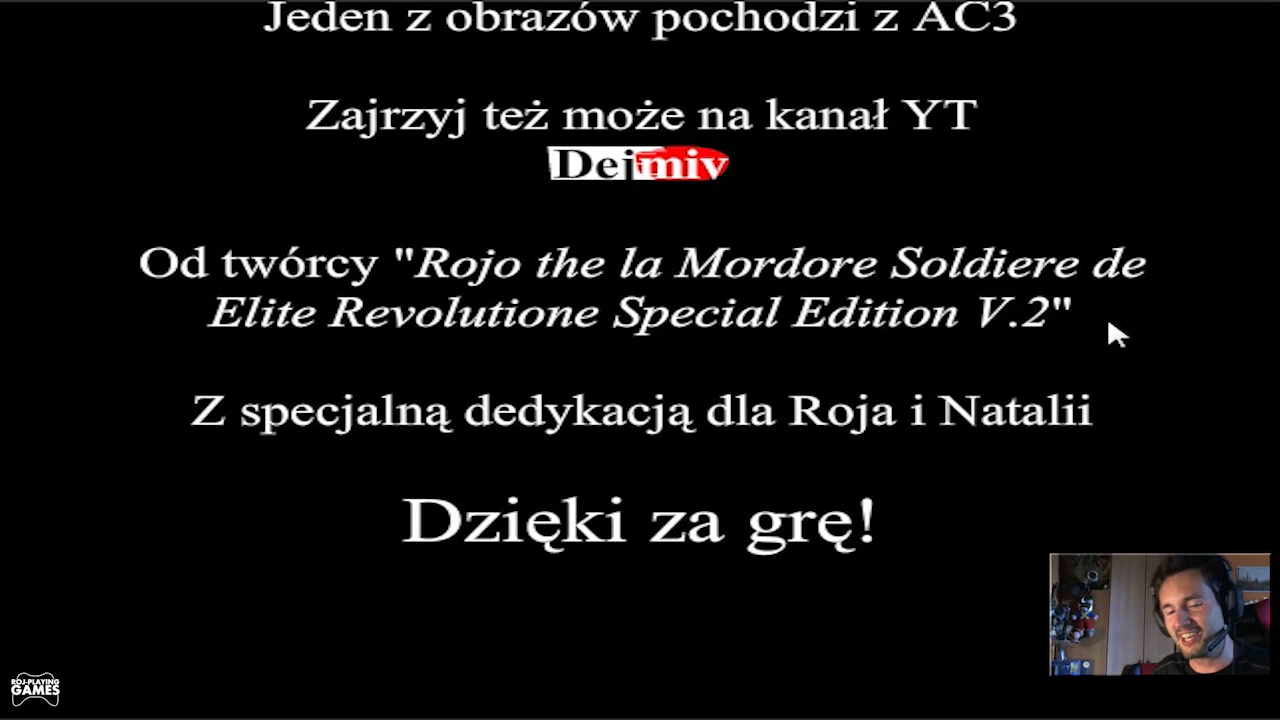 Jeden z obrazów pochodzi z AC3
Zajrzyj też może na kanał YT
Dejmiv
Od twórcy "Rojo the la Mordore Soldiere de
Elite Revolutione Special Edition V.2"
Z specjalną dedykacją dla Roja i Natalii
Dzięki za grę!
ROJ-PLAYING
GAMES